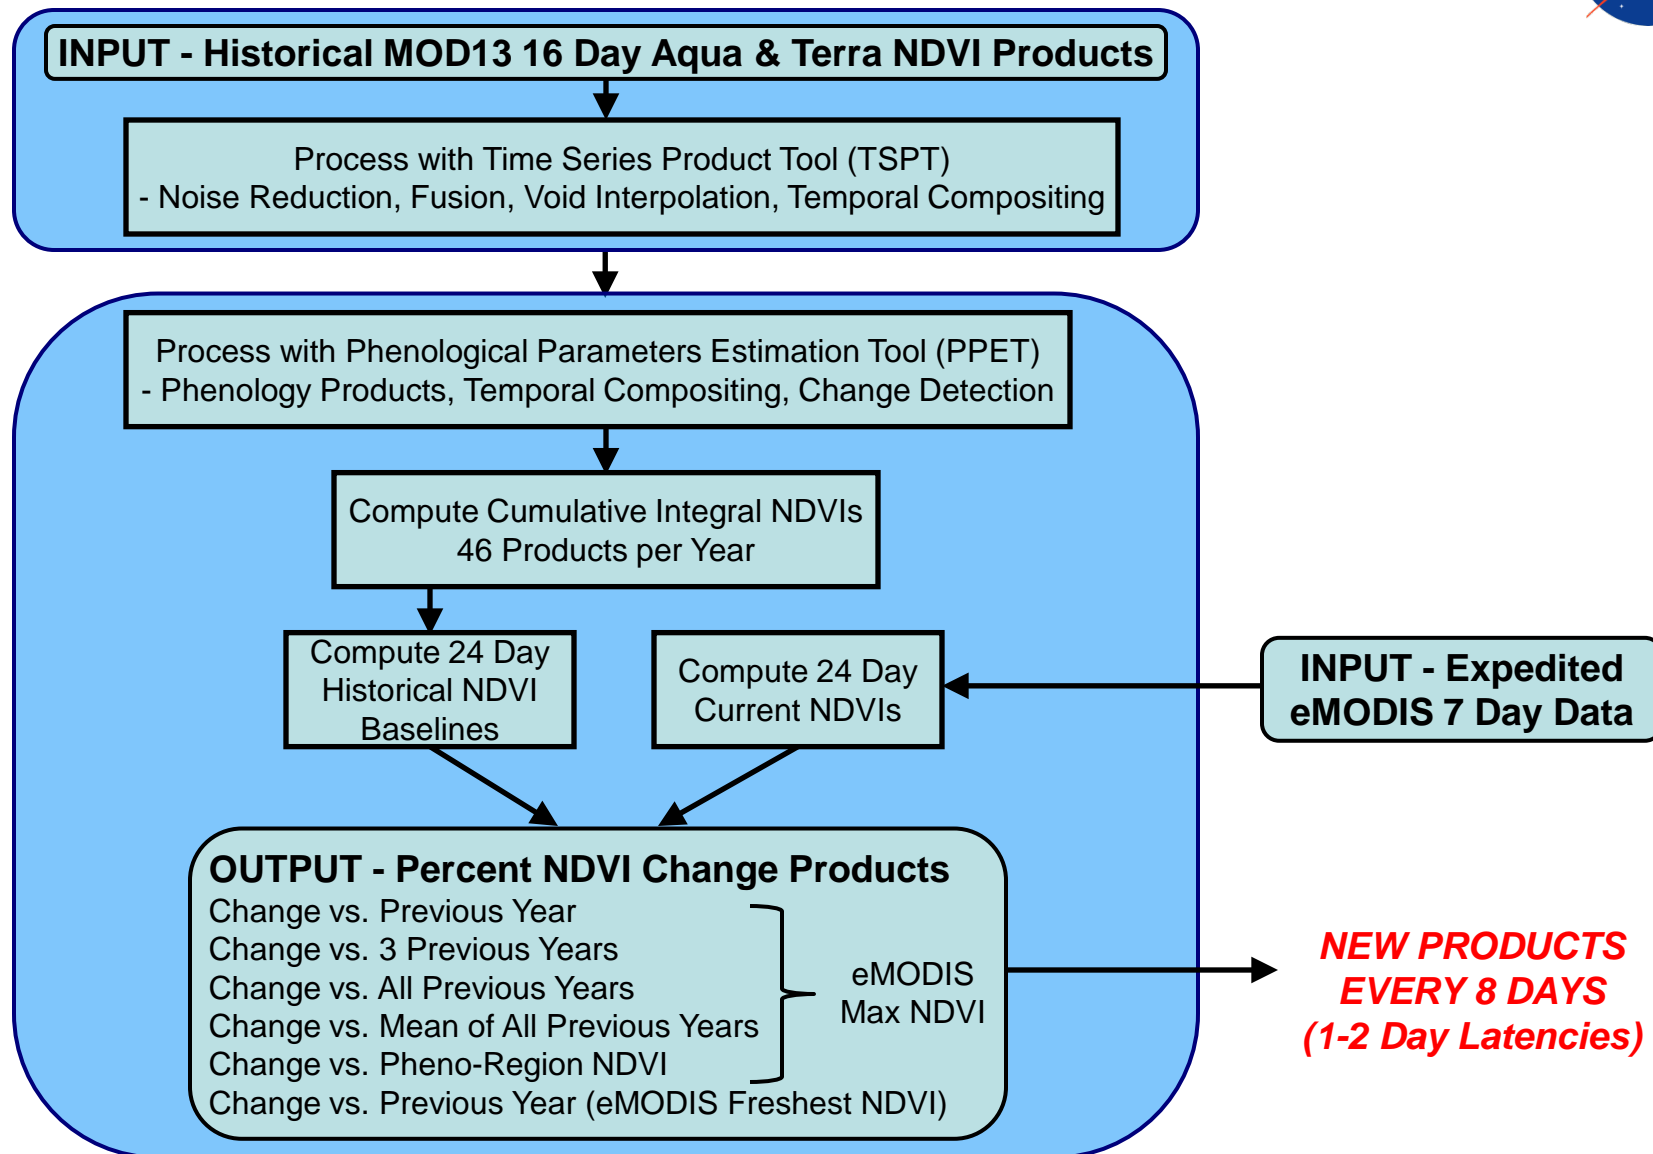 INPUT - Historical MOD13 16 Day Aqua & Terra NDVI Products
Process with Time Series Product Tool (TSPT)
- Noise Reduction, Fusion, Void Interpolation, Temporal Compositing
Process with Phenological Parameters Estimation Tool (PPET)
- Phenology Products, Temporal Compositing, Change Detection
Compute Cumulative Integral NDVIs
46 Products per Year
Compute 24 Day
Historical NDVI
Baselines
Compute 24 Day
Current NDVIs
INPUT - Expedited
eMODIS 7 Day Data
OUTPUT - Percent NDVI Change Products
Change vs. Previous Year
Change vs. 3 Previous Years
Change vs. All Previous Years
Change vs. Mean of All Previous Years
Change vs. Pheno-Region NDVI
Change vs. Previous Year (eMODIS Freshest NDVI)
eMODIS
Max NDVI
NEW PRODUCTS
EVERY 8 DAYS
(1-2 Day Latencies)